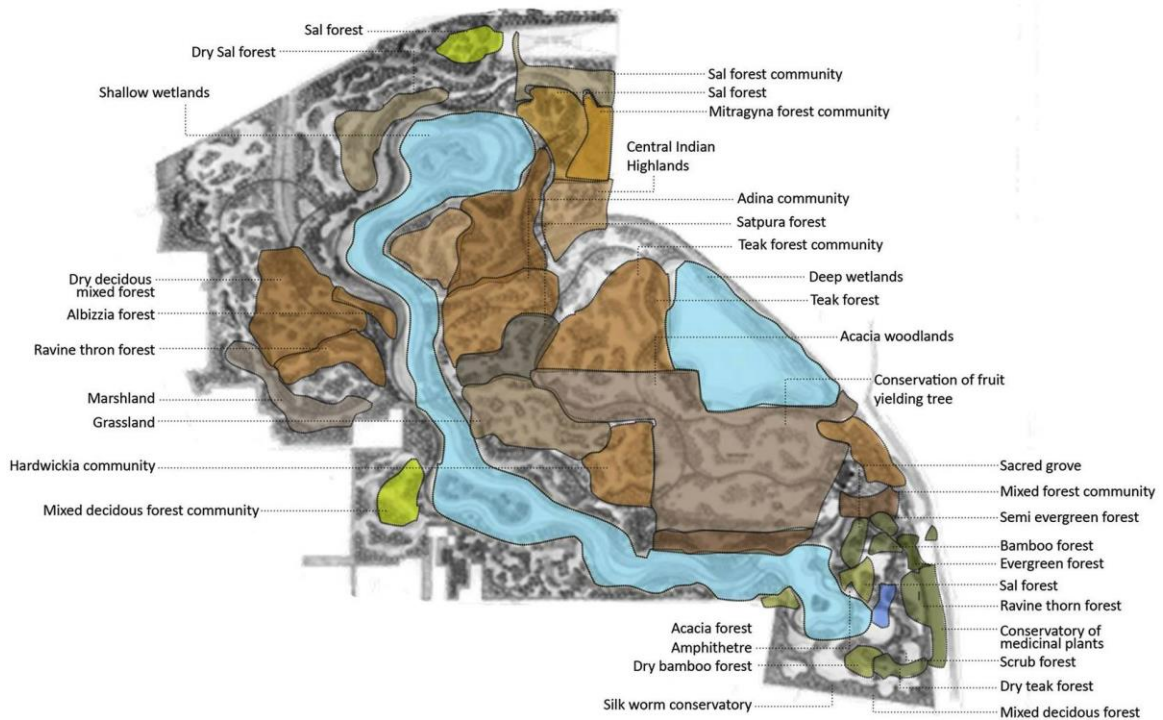 Sal forest
Dry Sal forest
Shallow wetlands
Sal forest community
Sal forest
Mitragyna forest community
Central Indian
Highlands
Adina community
Satpura forest
Teak forest community
Deep wetlands
Teak forest
Acacia woodlands
Conservation of fruit
yielding tree
Dry decidous
mixed forest
Albizzia forest
Ravine thron forest
Marshland
Grassland
Hardwickia community
Mixed decidous forest community
Sacred grove
Mixed forest community
Semi evergreen forest
Bamboo forest
Evergreen forest
Sal forest
Ravine thorn forest
Conservatory of
medicinal plants
Scrub forest
Dry teak forest
Mixed decidous forest
Acacia forest
Amphithetre
Dry bamboo forest
Silk worm conservatory